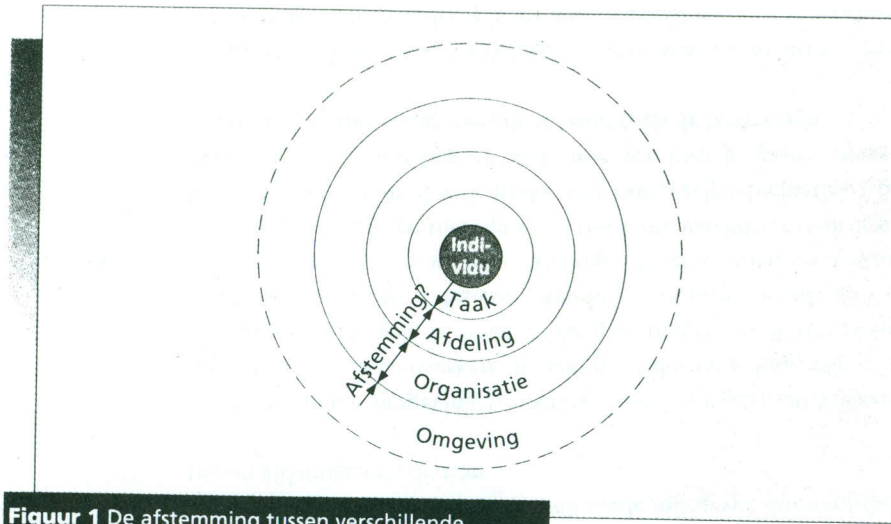 Indi-
vidu
Taak
Afdeling
Organisatie
Omgeving
Afstemming?
Figuur 1 De afstemming tussen verschillende